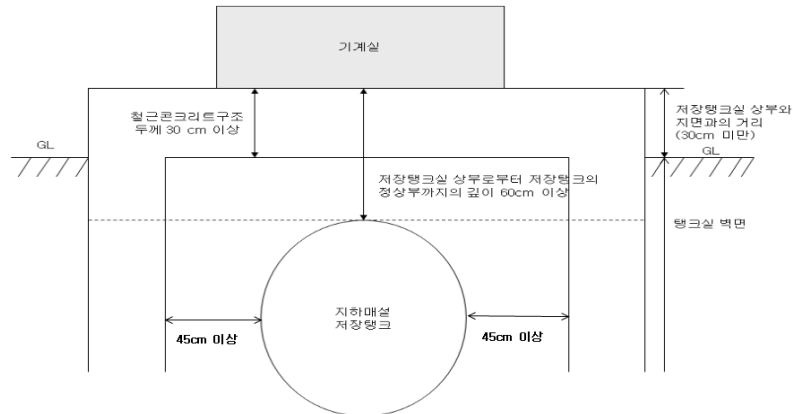 기계실
철근콘크리트구조
두께 30 cm 이상
저장탱크실 상부와
지면과의 거리
(30cm 미만)
GL
GL
저장탱크실 상부로부터 저장탱크의
정상부까지의 깊이 60cm 이상
탱크실 벽면
지하매설
저장탱크
45cm 이상
45cm 이상